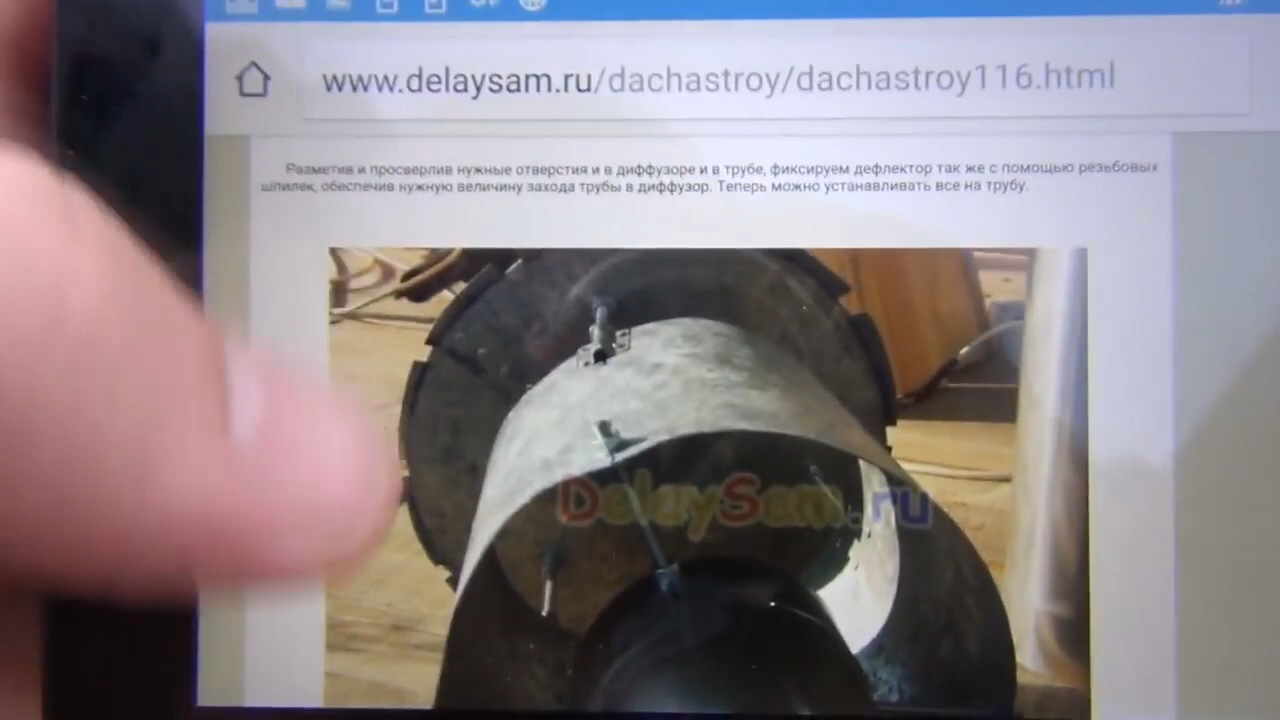 www.delaysam.ru/dachastroy/dachastroy116.html
Разметив и просверлив нужные отверстия и в диффузоре и в трубе, фиксируем дефлектор так же с помощью резьбовых
шпилек, обеспечив нужную величину захода трубы в диффузор. Теперь можно устанавливать все на трубу.
DelaySam.ru